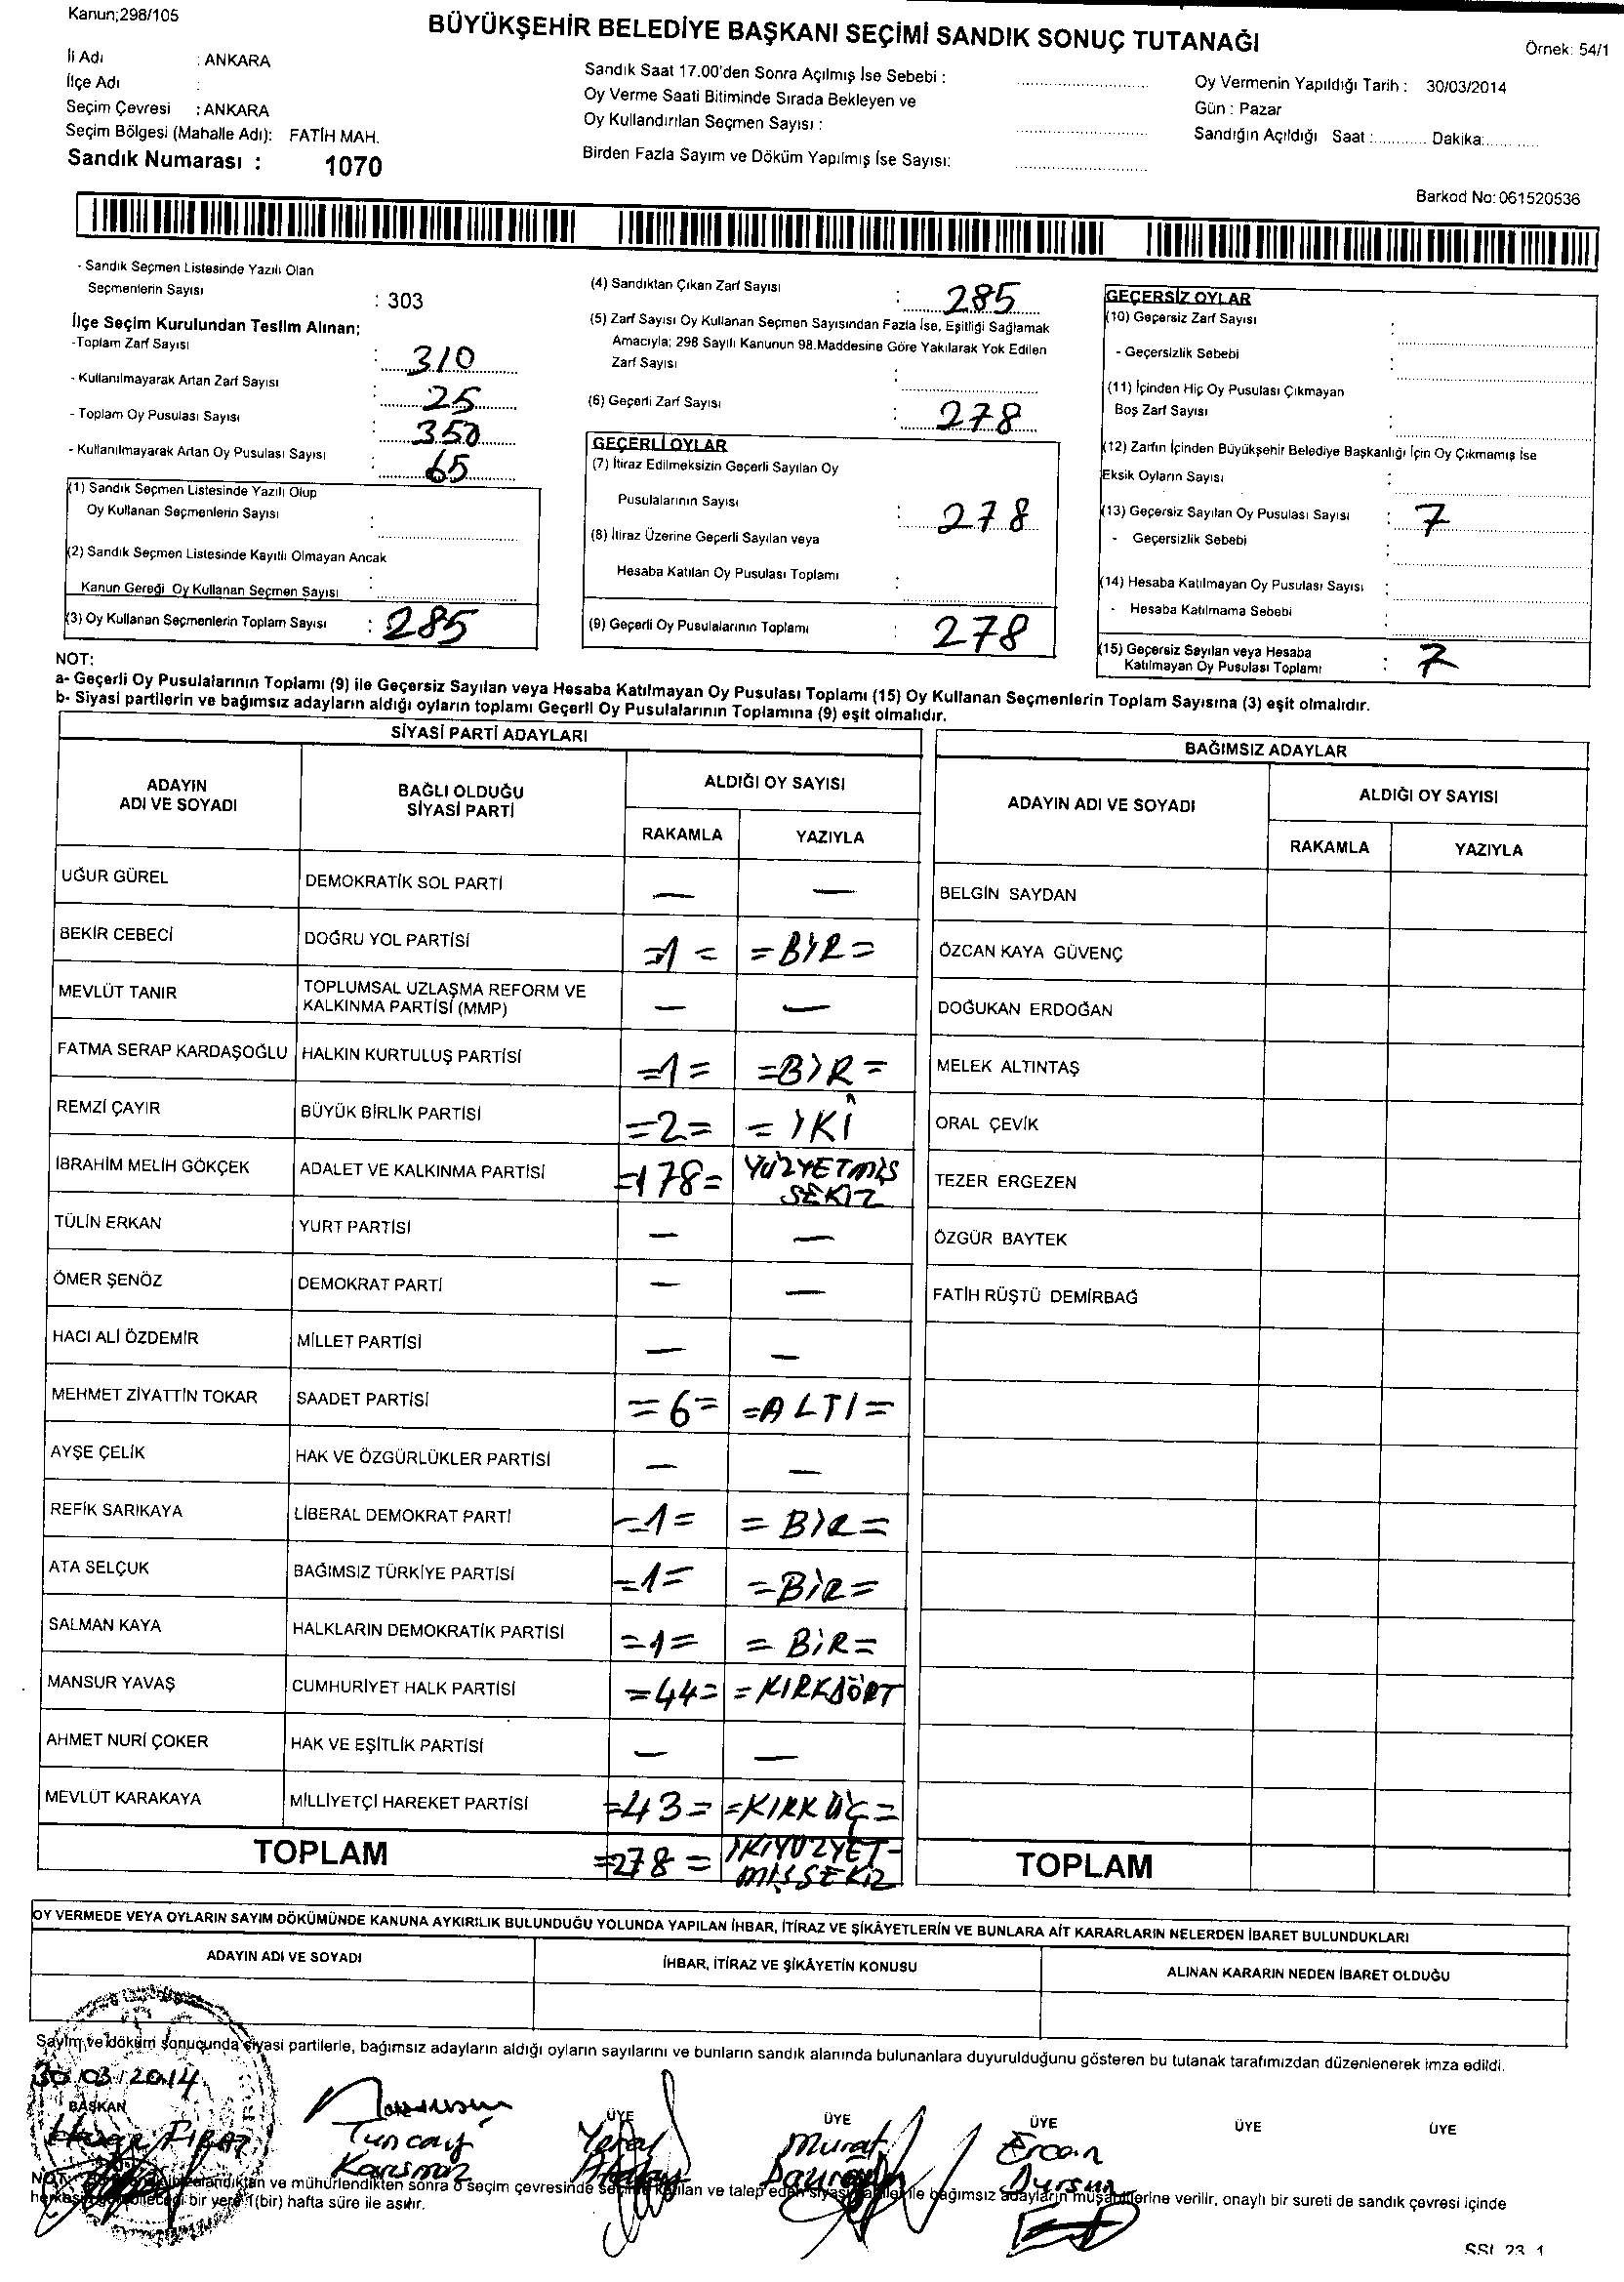 Kanun;298/105
BÜYÜKŞEHİR BELEDİYE BAŞKANI SEÇİMİ SANDIK SONUÇ TUTANAĞI
Örnek: 54/1
İl Adı : ANKARA
İlçe Adı :
Seçim Çevresi : ANKARA
Seçim Bölgesi (Mahalle Adı): FATİH MAH.
Sandık Numarası : 1070
Sandık Saat 17.00'den Sonra Açılmış İse Sebebi :
Oy Verme Saati Bitiminde Sırada Bekleyen ve
Oy Kullandırılan Seçmen Sayısı :
Birden Fazla Sayım ve Döküm Yapılmış İse Sayısı:
Oy Vermenin Yapıldığı Tarih : 30/03/2014
Gün : Pazar
Sandığın Açıldığı Saat :............ Dakika:...........
Barkod No: 061520536
- Sandık Seçmen Listesinde Yazılı Olan
Seçmenlerin Sayısı : 303
İlçe Seçim Kurulundan Teslim Alınan;
-Toplam Zarf Sayısı : 310
- Kullanılmayarak Artan Zarf Sayısı : 25
- Toplam Oy Pusulası Sayısı : 350
- Kullanılmayarak Artan Oy Pusulası Sayısı : 65
(1) Sandık Seçmen Listesinde Yazılı Olup
Oy Kullanan Seçmenlerin Sayısı :
(2) Sandık Seçmen Listesinde Kayıtlı Olmayan Ancak
Kanun Gereği Oy Kullanan Seçmen Sayısı :
(3) Oy Kullanan Seçmenlerin Toplam Sayısı : 285
(4) Sandıktan Çıkan Zarf Sayısı : 285
(5) Zarf Sayısı Oy Kullanan Seçmen Sayısından Fazla İse, Eşitliği Sağlamak
Amacıyla; 298 Sayılı Kanunun 98.Maddesine Göre Yakılarak Yok Edilen
Zarf Sayısı :
(6) Geçerli Zarf Sayısı : 278
GEÇERLİ OYLAR
(7) İtiraz Edilmeksizin Geçerli Sayılan Oy
Pusulalarının Sayısı : 278
(8) İtiraz Üzerine Geçerli Sayılan veya
Hesaba Katılan Oy Pusulası Toplamı :
(9) Geçerli Oy Pusulalarının Toplamı : 278
GEÇERSİZ OYLAR
(10) Geçersiz Zarf Sayısı :
- Geçersizlik Sebebi :
(11) İçinden Hiç Oy Pusulası Çıkmayan
Boş Zarf Sayısı :
(12) Zarfın İçinden Büyükşehir Belediye Başkanlığı İçin Oy Çıkmamış İse
Eksik Oyların Sayısı :
(13) Geçersiz Sayılan Oy Pusulası Sayısı : 7
- Geçersizlik Sebebi :
(14) Hesaba Katılmayan Oy Pusulası Sayısı :
- Hesaba Katılmama Sebebi :
(15) Geçersiz Sayılan veya Hesaba
Katılmayan Oy Pusulası Toplamı : 7
NOT:
a- Geçerli Oy Pusulalarının Toplamı (9) ile Geçersiz Sayılan veya Hesaba Katılmayan Oy Pusulası Toplamı (15) Oy Kullanan Seçmenlerin Toplam Sayısına (3) eşit olmalıdır.
b- Siyasi partilerin ve bağımsız adayların aldığı oyların toplamı Geçerli Oy Pusulalarının Toplamına (9) eşit olmalıdır.
SİYASİ PARTİ ADAYLARI
ADAYIN ADI VE SOYADI
BAĞLI OLDUĞU SİYASİ PARTİ
ALDIĞI OY SAYISI
RAKAMLA YAZIYLA
UĞUR GÜREL DEMOKRATİK SOL PARTİ — —
BEKİR CEBECİ DOĞRU YOL PARTİSİ =1= =BİR=
MEVLÜT TANIR TOPLUMSAL UZLAŞMA REFORM VE
KALKINMA PARTİSİ (MMP) — —
FATMA SERAP KARDAŞOĞLU HALKIN KURTULUŞ PARTİSİ =1= =BİR=
REMZİ ÇAYIR BÜYÜK BİRLİK PARTİSİ =2= =İKİ
İBRAHİM MELİH GÖKÇEK ADALET VE KALKINMA PARTİSİ =178= YÜZYETMİŞ
SEKİZ
TÜLİN ERKAN YURT PARTİSİ — —
ÖMER ŞENÖZ DEMOKRAT PARTİ — —
HACI ALİ ÖZDEMİR MİLLET PARTİSİ — —
MEHMET ZİYATTİN TOKAR SAADET PARTİSİ =6= =ALTI=
AYŞE ÇELİK HAK VE ÖZGÜRLÜKLER PARTİSİ — —
REFİK SARIKAYA LİBERAL DEMOKRAT PARTİ =1= =BİR=
ATA SELÇUK BAĞIMSIZ TÜRKİYE PARTİSİ =1= =BİR=
SALMAN KAYA HALKLARIN DEMOKRATİK PARTİSİ =1= =BİR=
MANSUR YAVAŞ CUMHURİYET HALK PARTİSİ =44= =KIRKDÖRT
AHMET NURİ ÇOKER HAK VE EŞİTLİK PARTİSİ — —
MEVLÜT KARAKAYA MİLLİYETÇİ HAREKET PARTİSİ =43= =KIRKÜÇ=
TOPLAM =278= İKİYÜZYET-
MİŞSEKİZ
BAĞIMSIZ ADAYLAR
ADAYIN ADI VE SOYADI
ALDIĞI OY SAYISI
RAKAMLA YAZIYLA
BELGİN SAYDAN
ÖZCAN KAYA GÜVENÇ
DOĞUKAN ERDOĞAN
MELEK ALTINTAŞ
ORAL ÇEVİK
TEZER ERGEZEN
ÖZGÜR BAYTEK
FATİH RÜŞTÜ DEMİRBAĞ
TOPLAM
OY VERMEDE VEYA OYLARIN SAYIM DÖKÜMÜNDE KANUNA AYKIRILIK BULUNDUĞU YOLUNDA YAPILAN İHBAR, İTİRAZ VE ŞİKÂYETLERİN VE BUNLARA AİT KARARLARIN NELERDEN İBARET BULUNDUKLARI
ADAYIN ADI VE SOYADI
İHBAR, İTİRAZ VE ŞİKÂYETİN KONUSU
ALINAN KARARIN NEDEN İBARET OLDUĞU
Sayım ve döküm sonucunda siyasi partilerle, bağımsız adayların aldığı oyların sayılarını ve bunların sandık alanında bulunanlara duyurulduğunu gösteren bu tutanak tarafımızdan düzenlenerek imza edildi.
30/03/2014
BAŞKAN ÜYE ÜYE ÜYE ÜYE ÜYE
Tuncay
Murat
Ercan
Dursun
NOT: ve mühürlendikten sonra o seçim çevresinde seçime katılan ve talep eden siyasi ile bağımsız adayların müşahitlerine verilir, onaylı bir sureti de sandık çevresi içinde
bir yere 1(bir) hafta süre ile asılır.